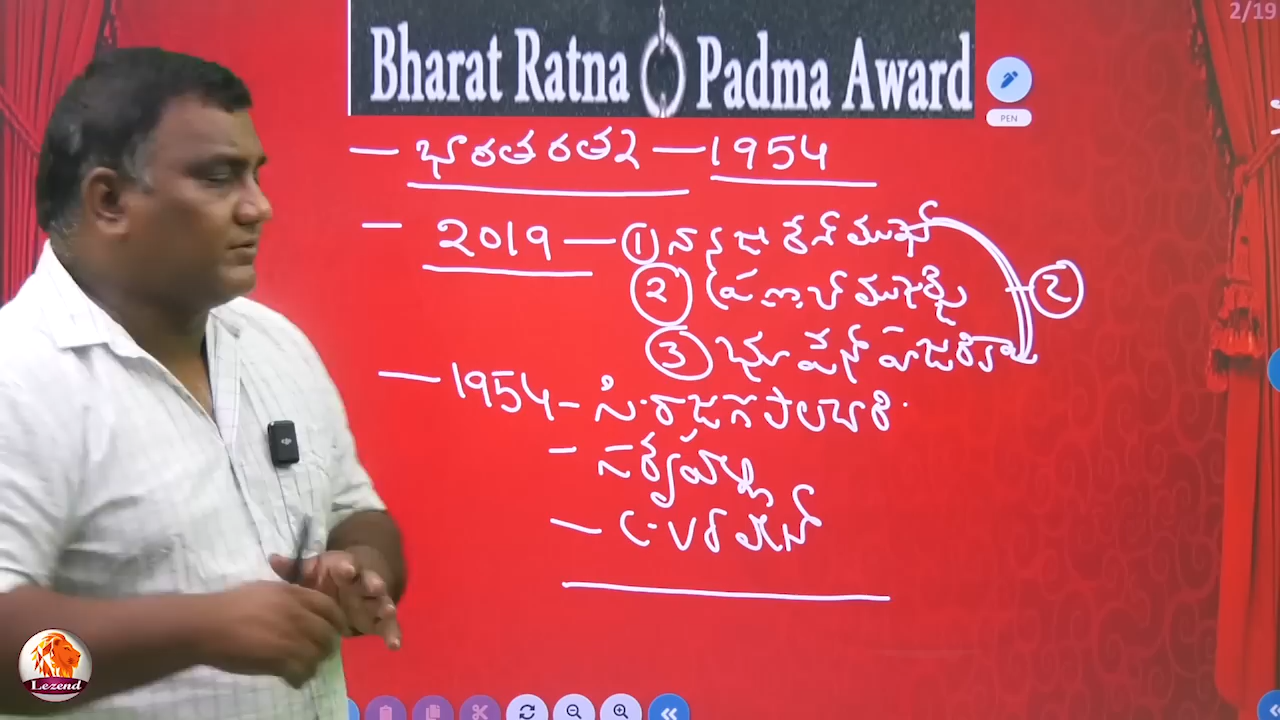 2/19
Bharat Ratna Padma Award
PEN
— భారతరత్న — 1954
— 2019 — ① నానాజీ దేశ్ ముఖ్
② ప్రణబ్ ముఖర్జీ ②
③ భూపేన్ హజారికా
— 1954 – సి. రాజగోపాలచారి
– సర్వేపల్లి
– C.V రామన్
Lezend